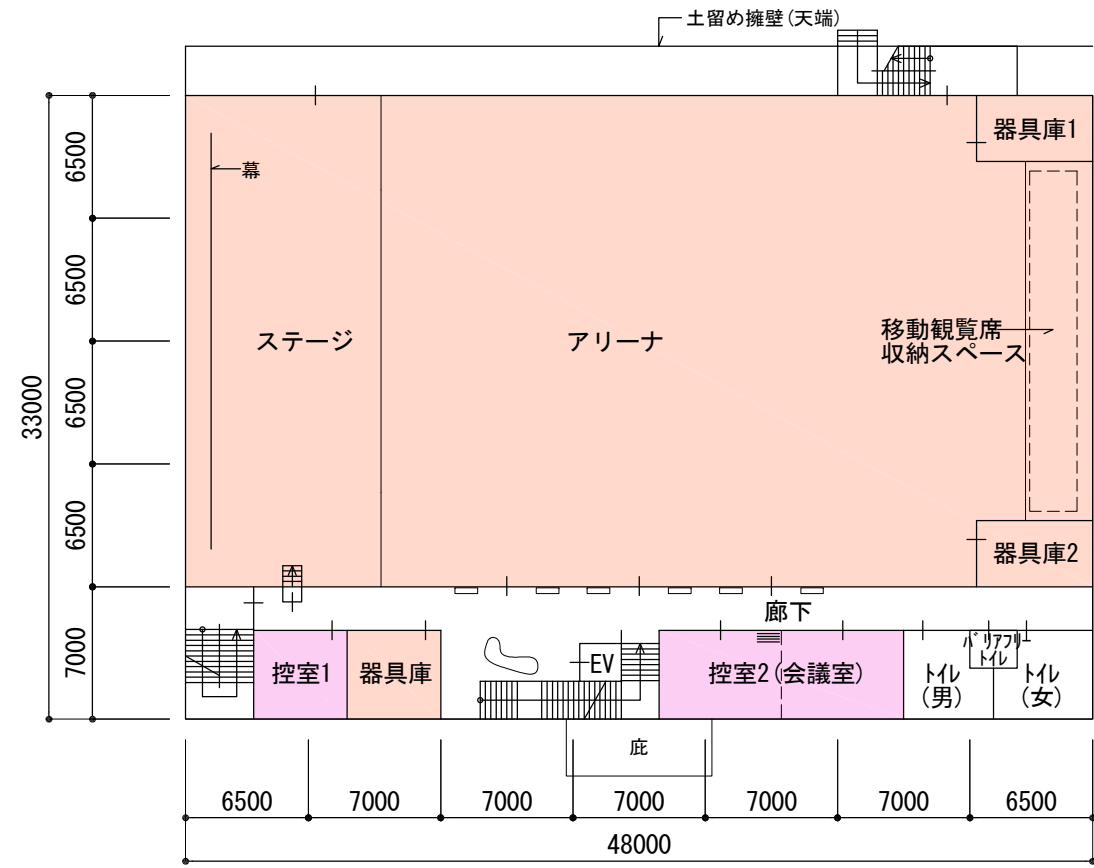 土留め擁壁(天端)
器具庫1
幕
6500
6500
6500
6500
7000
33000
ステージ
アリーナ
移動観覧席
収納スペース
器具庫2
廊下
控室1
器具庫
EV
控室2(会議室)
トイレ
(男)
バリアフリー
トイレ
トイレ
(女)
庇
6500
7000
7000
7000
7000
7000
6500
48000